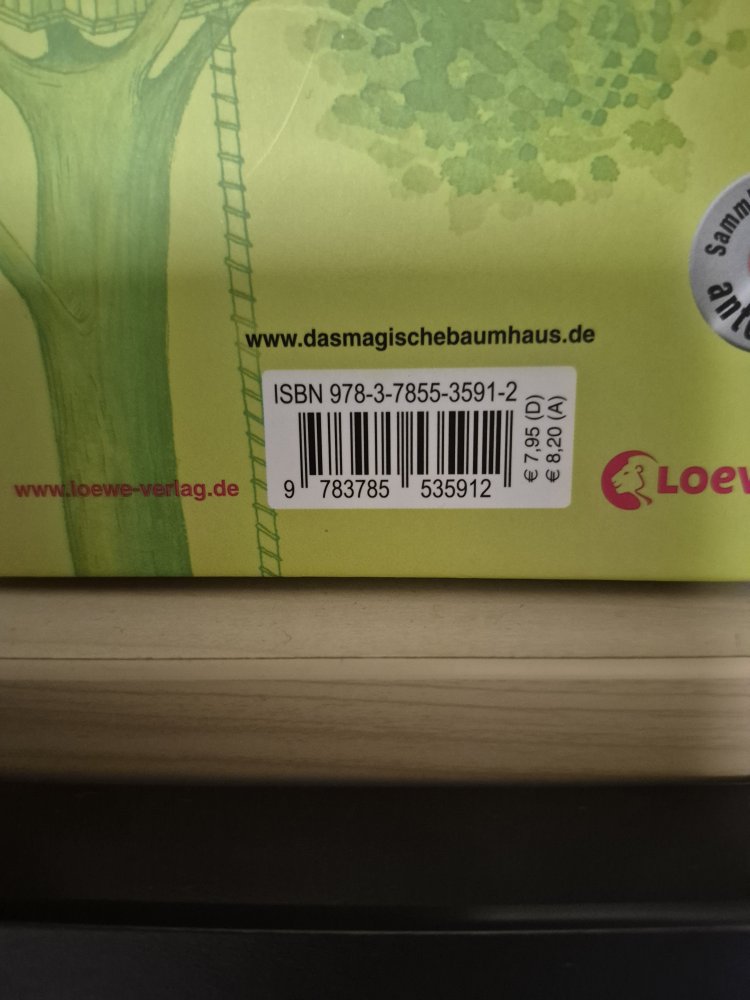 www.dasmagischebaumhaus.de
ISBN 978-3-7855-3591-2
9 783785 535912
€ 7,95 (D)
€ 8,20 (A)
www.loewe-verlag.de